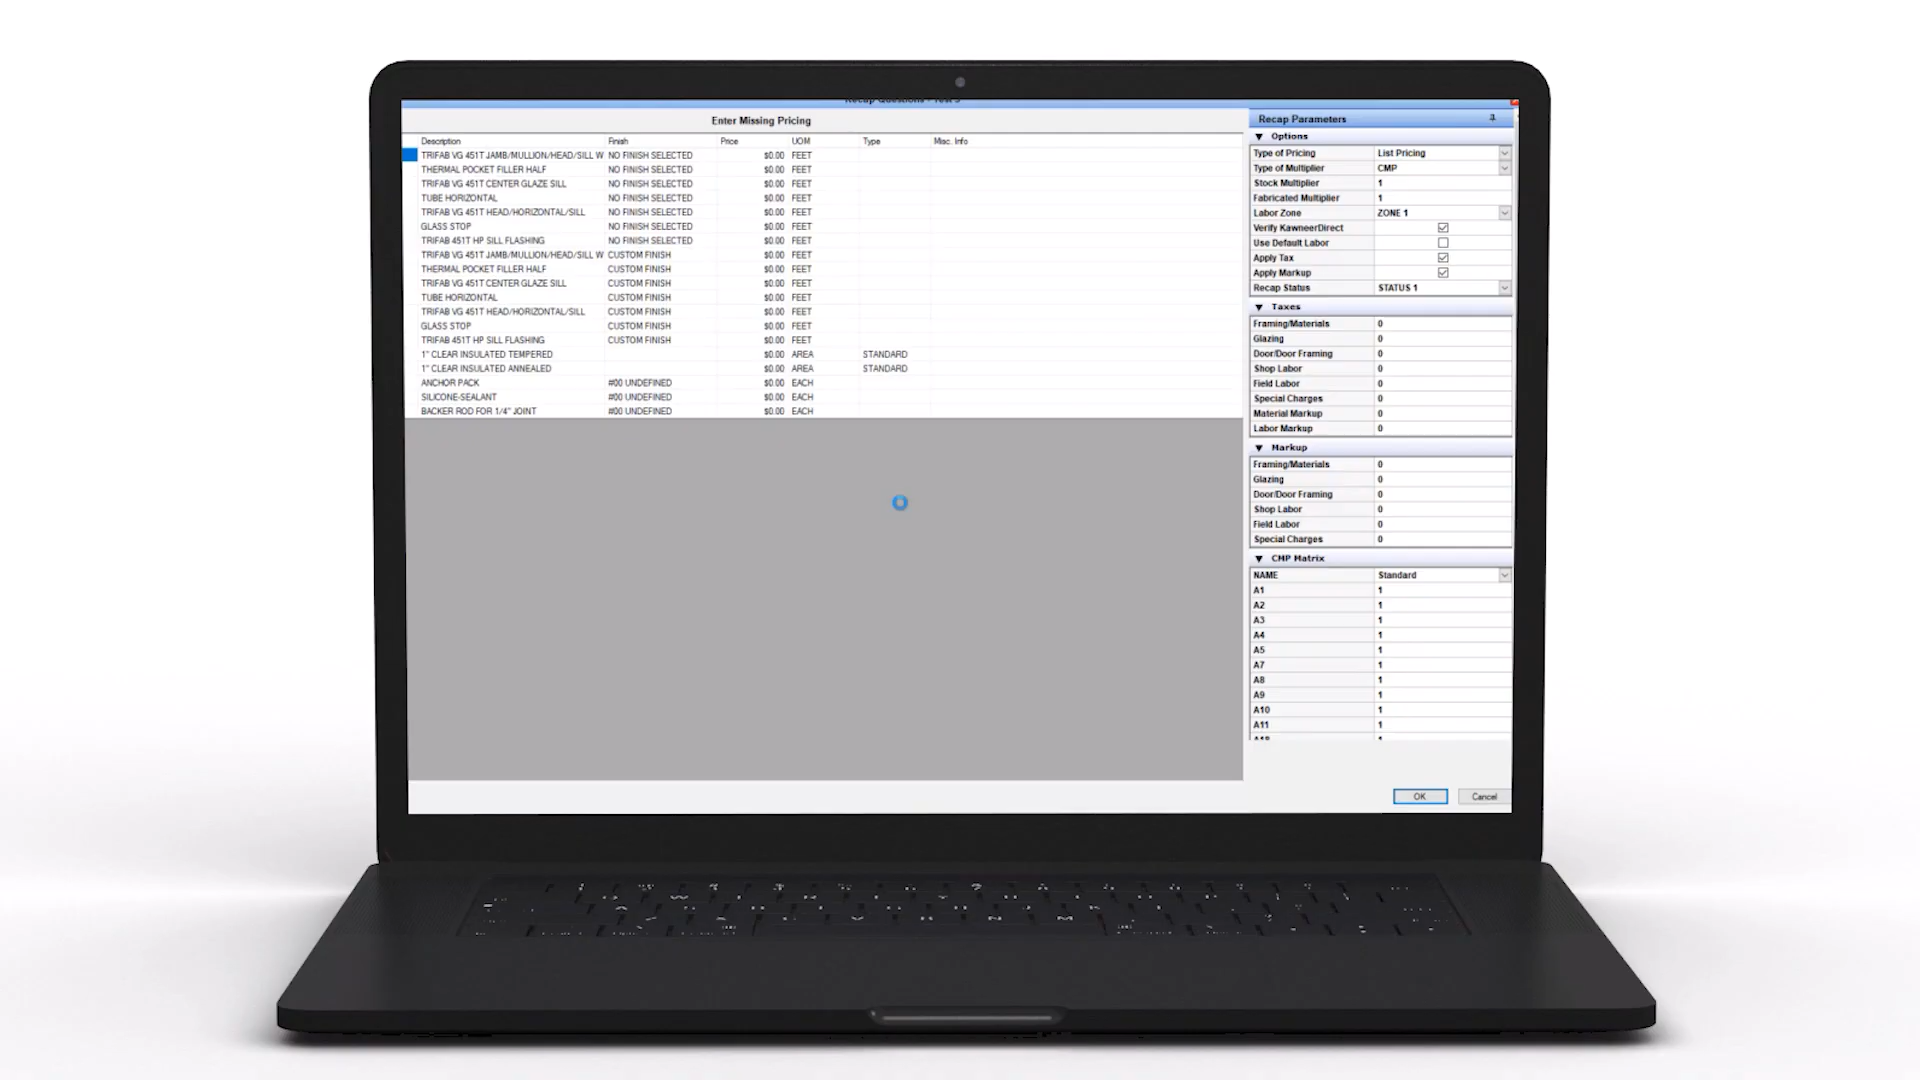 Enter Missing Pricing
Description Finish Price UOM Type Misc. Info
TRIFAB VG 451T JAMB/MULLION/HEAD/SILL W NO FINISH SELECTED $0.00 FEET
THERMAL POCKET FILLER HALF NO FINISH SELECTED $0.00 FEET
TRIFAB VG 451T CENTER GLAZE SILL NO FINISH SELECTED $0.00 FEET
TUBE HORIZONTAL NO FINISH SELECTED $0.00 FEET
TRIFAB VG 451T HEAD/HORIZONTAL/SILL NO FINISH SELECTED $0.00 FEET
GLASS STOP NO FINISH SELECTED $0.00 FEET
TRIFAB 451T HP SILL FLASHING NO FINISH SELECTED $0.00 FEET
TRIFAB VG 451T JAMB/MULLION/HEAD/SILL W CUSTOM FINISH $0.00 FEET
THERMAL POCKET FILLER HALF CUSTOM FINISH $0.00 FEET
TRIFAB VG 451T CENTER GLAZE SILL CUSTOM FINISH $0.00 FEET
TUBE HORIZONTAL CUSTOM FINISH $0.00 FEET
TRIFAB VG 451T HEAD/HORIZONTAL/SILL CUSTOM FINISH $0.00 FEET
GLASS STOP CUSTOM FINISH $0.00 FEET
TRIFAB 451T HP SILL FLASHING CUSTOM FINISH $0.00 FEET
1" CLEAR INSULATED TEMPERED $0.00 AREA STANDARD
1" CLEAR INSULATED ANNEALED $0.00 AREA STANDARD
ANCHOR PACK #00 UNDEFINED $0.00 EACH
SILICONE-SEALANT #00 UNDEFINED $0.00 EACH
BACKER ROD FOR 1/4" JOINT #00 UNDEFINED $0.00 EACH
Recap Parameters
Options
Type of Pricing List Pricing
Type of Multiplier CMP
Stock Multiplier 1
Fabricated Multiplier 1
Labor Zone ZONE 1
Verify KawneerDirect
Use Default Labor
Apply Tax
Apply Markup
Recap Status STATUS 1
Taxes
Framing/Materials 0
Glazing 0
Door/Door Framing 0
Shop Labor 0
Field Labor 0
Special Charges 0
Material Markup 0
Labor Markup 0
Markup
Framing/Materials 0
Glazing 0
Door/Door Framing 0
Shop Labor 0
Field Labor 0
Special Charges 0
CMP Matrix
NAME Standard
A1 1
A2 1
A3 1
A4 1
A5 1
A7 1
A8 1
A9 1
A10 1
A11 1
OK Cancel